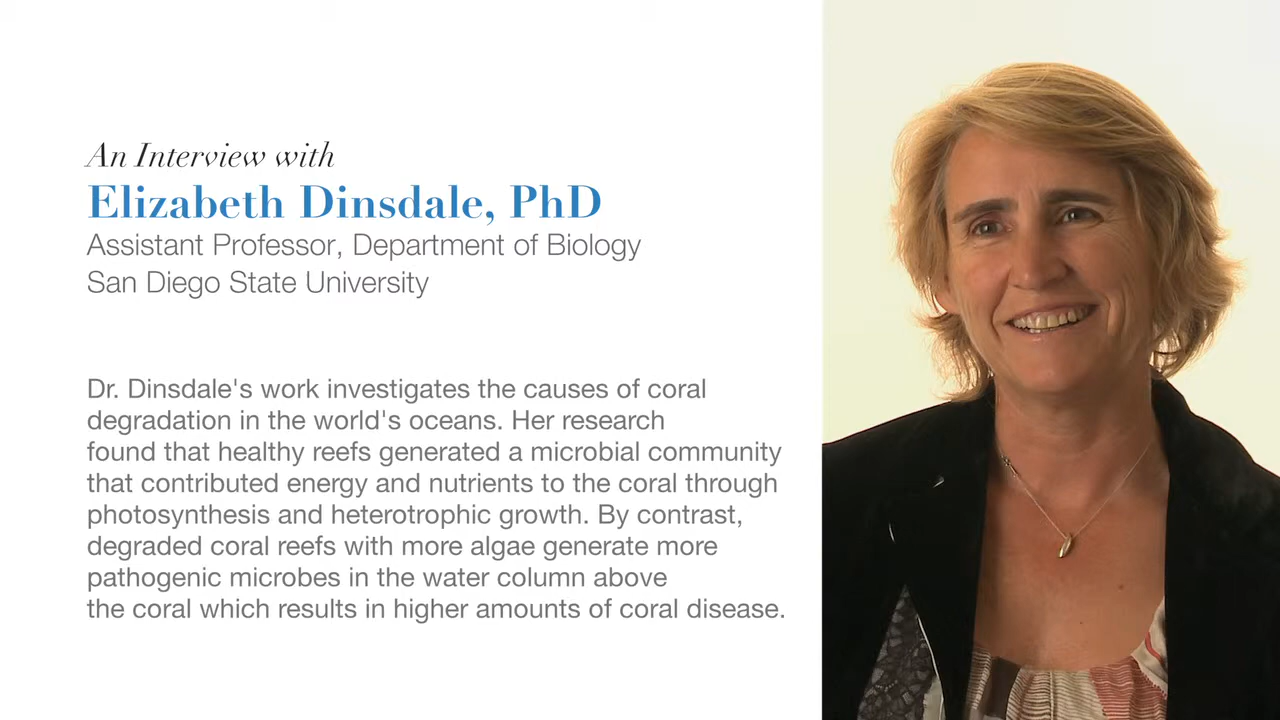 An Interview with
Elizabeth Dinsdale, PhD
Assistant Professor, Department of Biology
San Diego State University
Dr. Dinsdale's work investigates the causes of coral
degradation in the world's oceans. Her research
found that healthy reefs generated a microbial community
that contributed energy and nutrients to the coral through
photosynthesis and heterotrophic growth. By contrast,
degraded coral reefs with more algae generate more
pathogenic microbes in the water column above
the coral which results in higher amounts of coral disease.